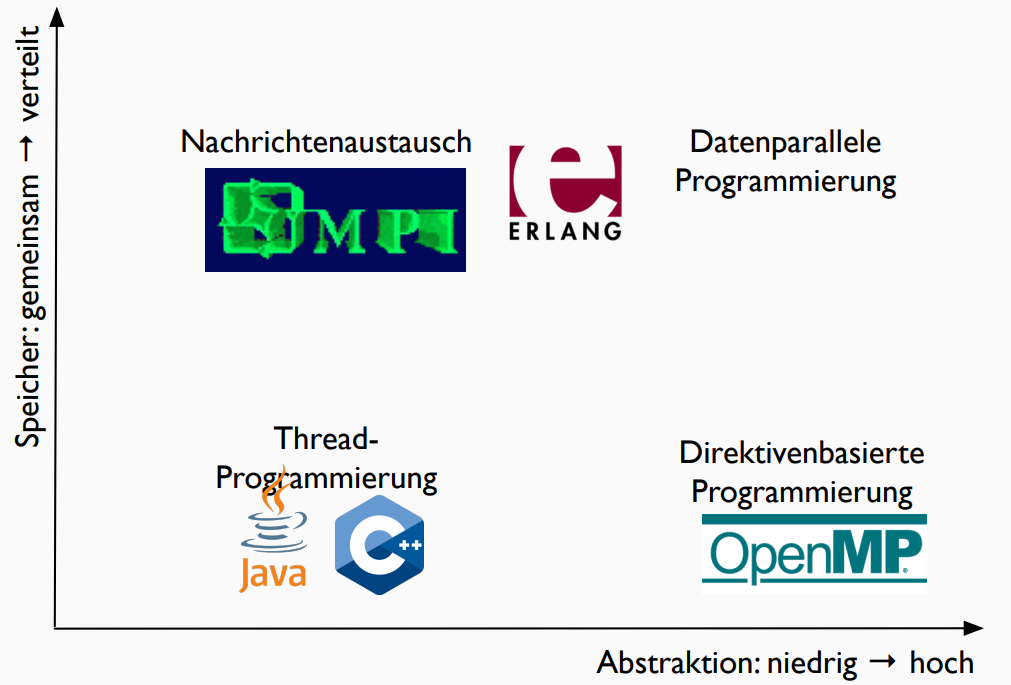 Speicher: gemeinsam → verteilt
Nachrichtenaustausch
MPI
ERLANG
Datenparallele
Programmierung
Thread-
Programmierung
Java
C++
Direktivenbasierte
Programmierung
OpenMP®
Abstraktion: niedrig → hoch